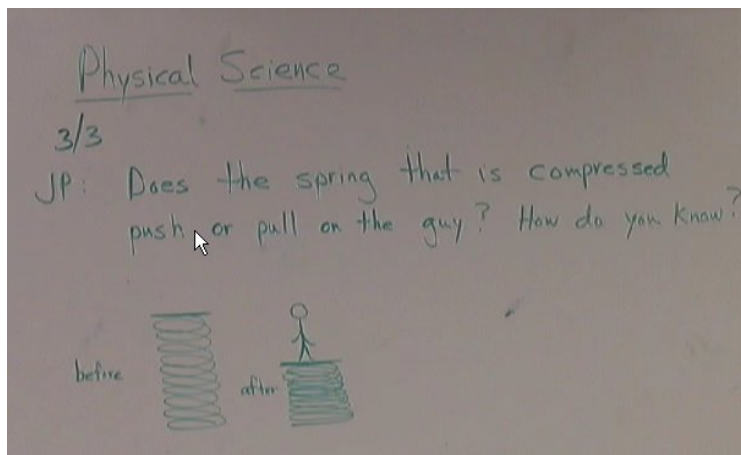 Physical Science
3/3
JP: Does the spring that is compressed
push or pull on the guy? How do you know?
before
after